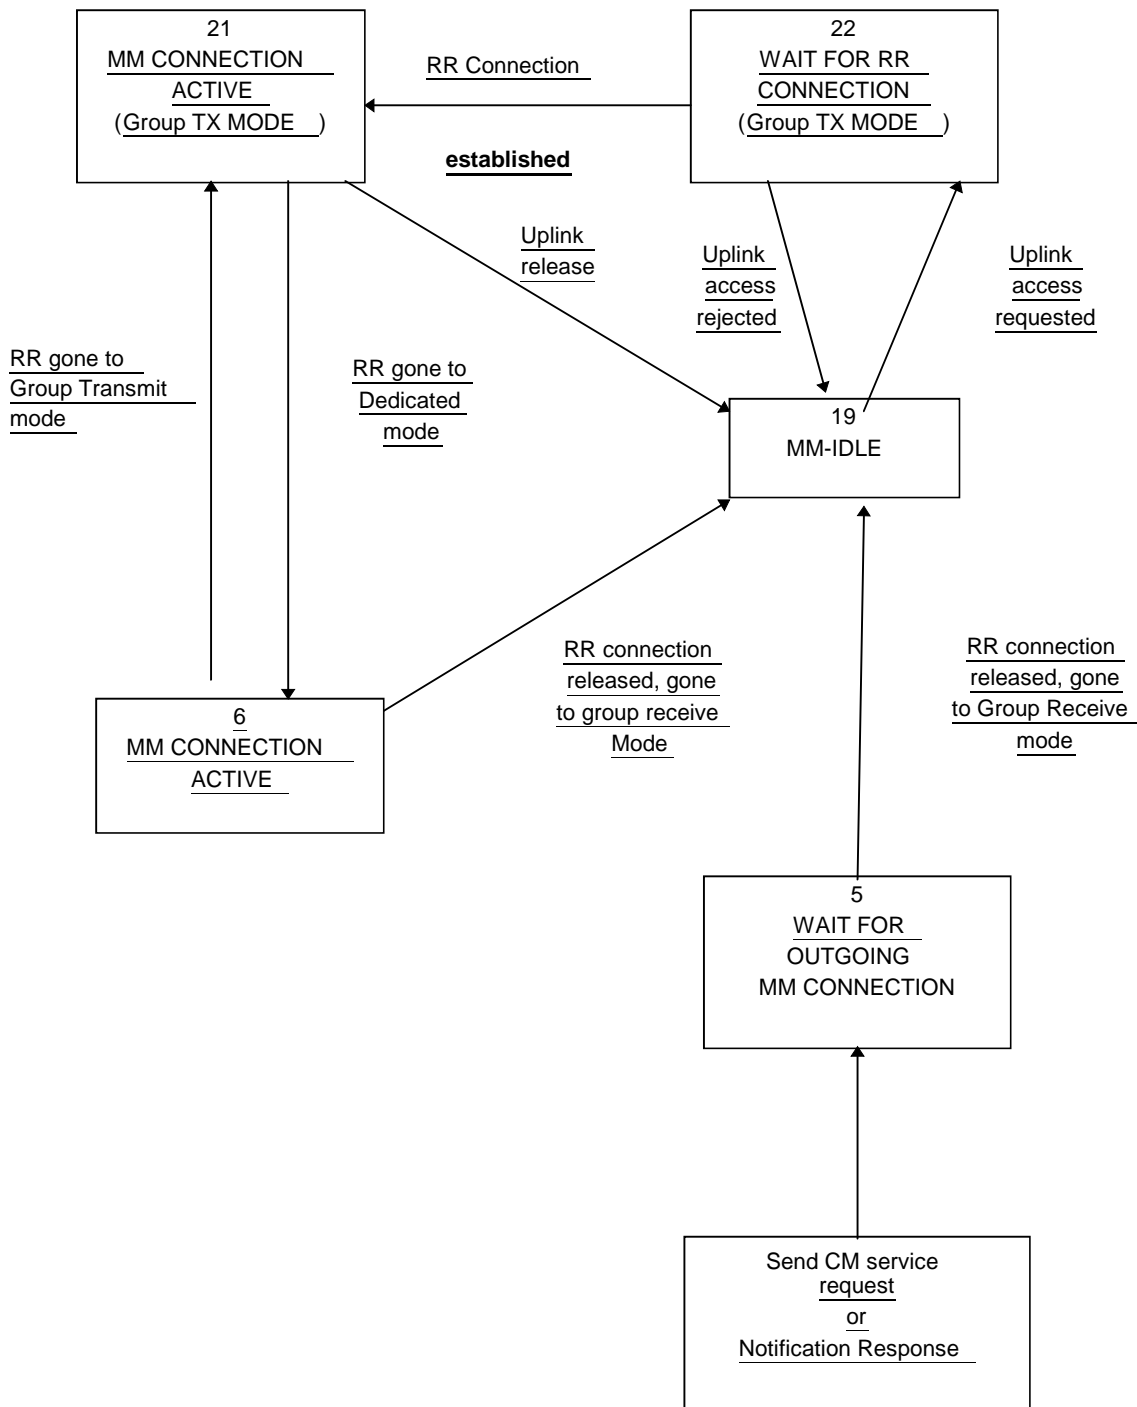 21
MM CONNECTION
ACTIVE
(Group TX MODE )
RR Connection
established
22
WAIT FOR RR
CONNECTION
(Group TX MODE )
Uplink
release
Uplink
access
rejected
Uplink
access
requested
RR gone to
Group Transmit
mode
RR gone to
Dedicated
mode
19
MM-IDLE
RR connection
released, gone
to group receive
Mode
RR connection
released, gone
to Group Receive
mode
6
MM CONNECTION
ACTIVE
5
WAIT FOR
OUTGOING
MM CONNECTION
Send CM service
request
or
Notification Response